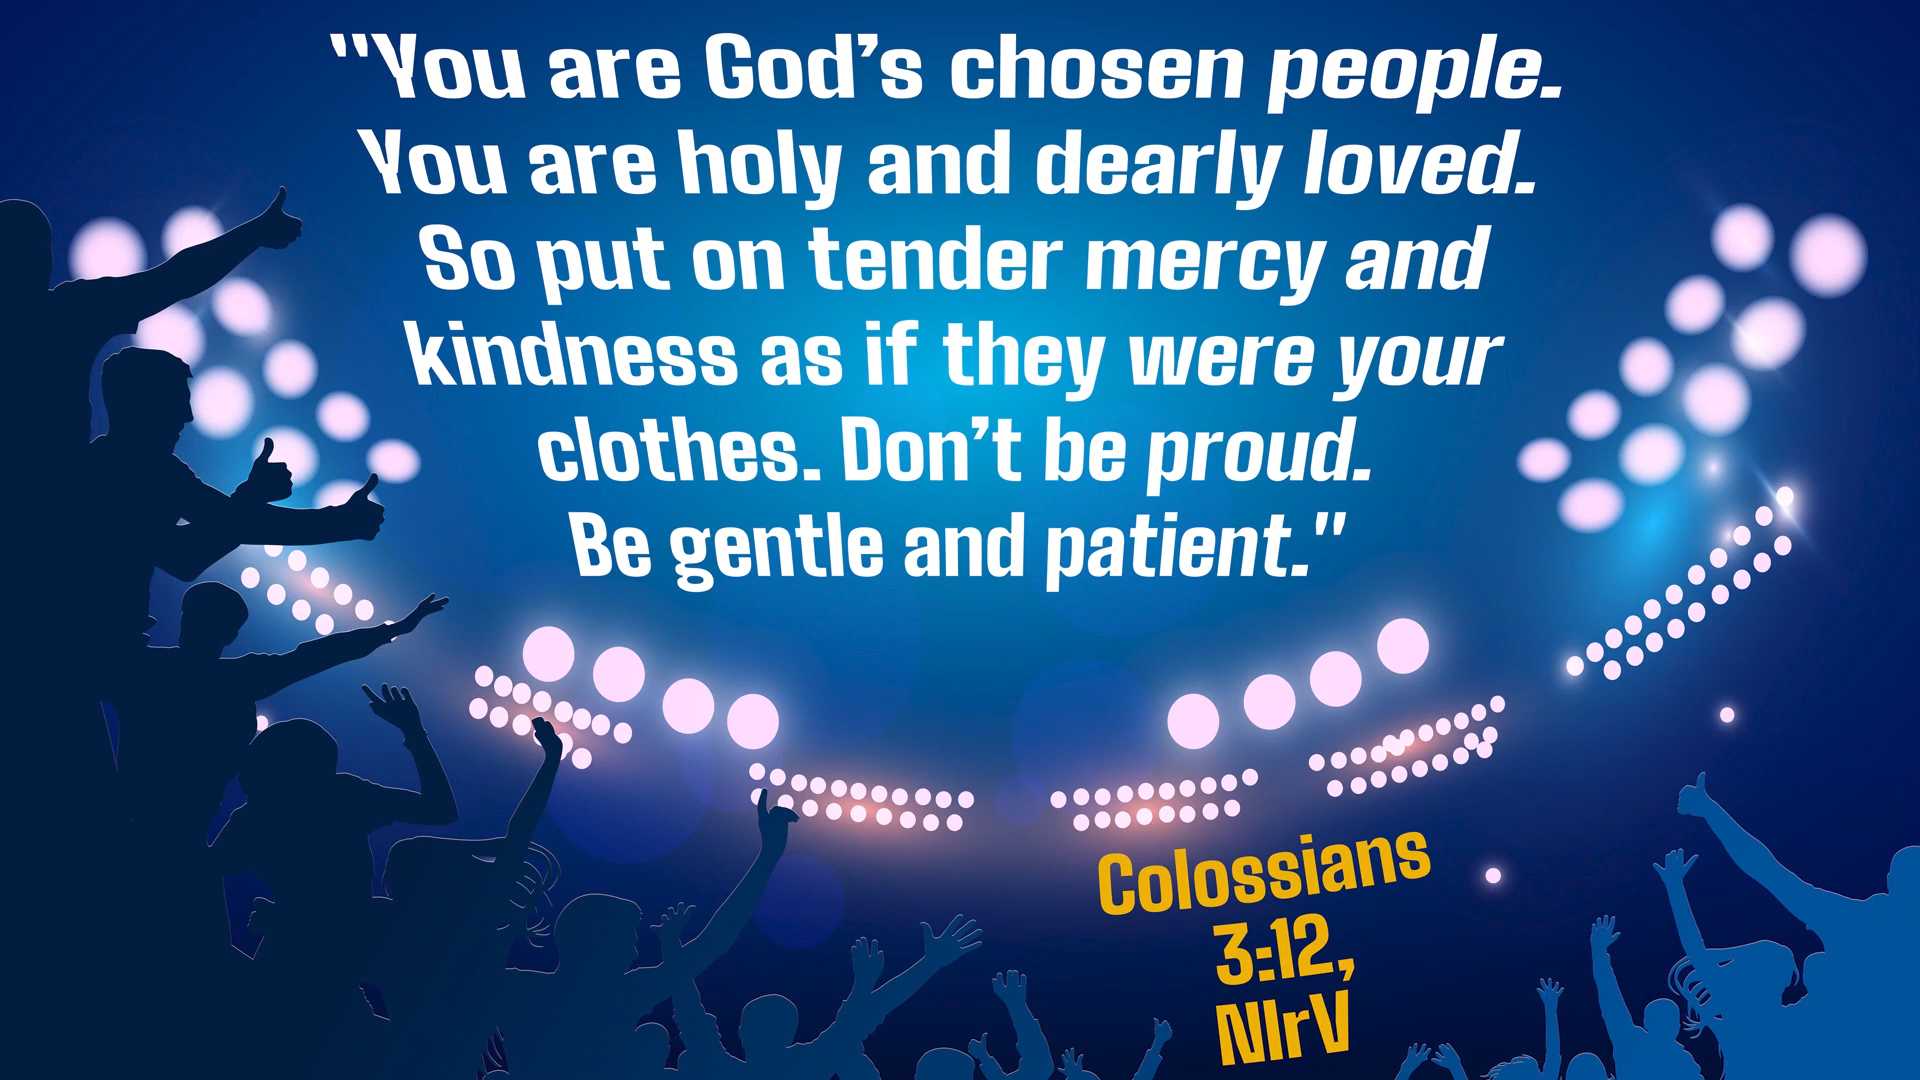 "You are God’s chosen people.
You are holy and dearly loved.
So put on tender mercy and
kindness as if they were your
clothes. Don’t be proud.
Be gentle and patient."
Colossians
3:12,
NIrV